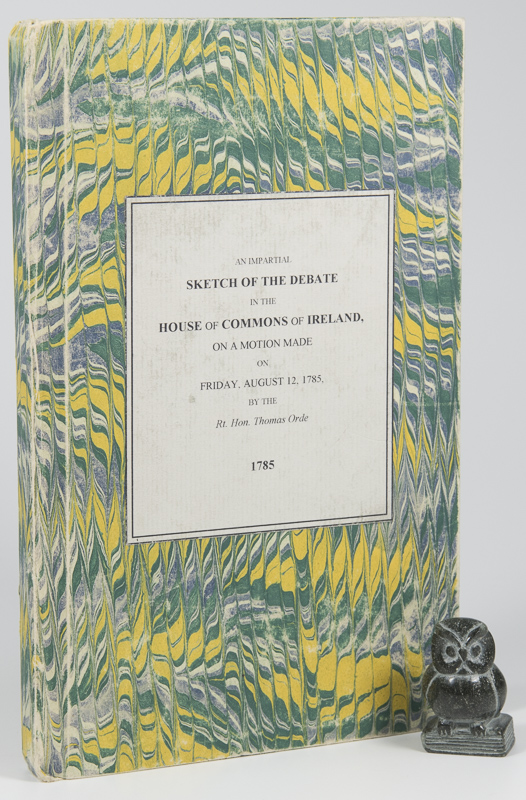 AN IMPARTIAL
SKETCH OF THE DEBATE
IN THE
HOUSE OF COMMONS OF IRELAND,
ON A MOTION MADE
ON
FRIDAY, AUGUST 12, 1785,
BY THE
Rt. Hon. Thomas Orde
1785